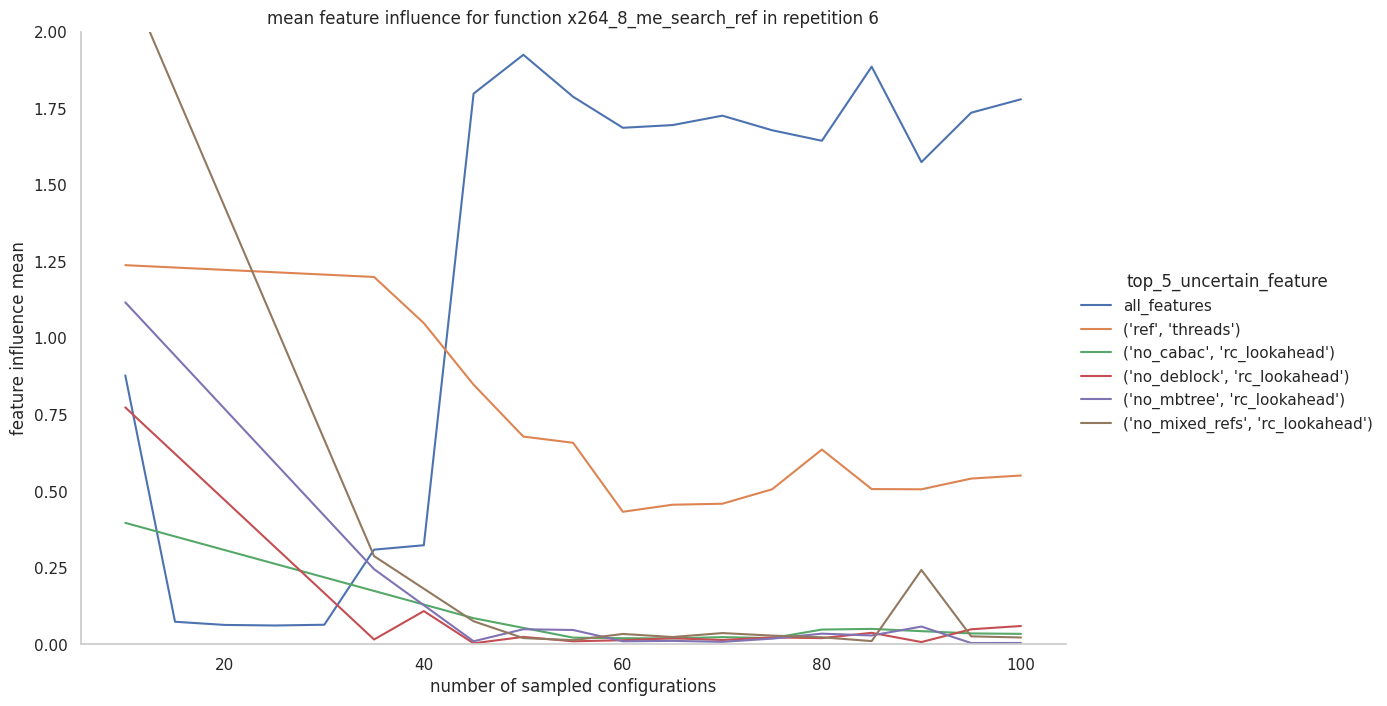 mean feature influence for function x264_8_me_search_ref in repetition 6
2.00
1.75
1.50
1.25
1.00
0.75
0.50
0.25
0.00
feature influence mean
20
40
60
80
100
number of sampled configurations
top_5_uncertain_feature
all_features
('ref', 'threads')
('no_cabac', 'rc_lookahead')
('no_deblock', 'rc_lookahead')
('no_mbtree', 'rc_lookahead')
('no_mixed_refs', 'rc_lookahead')